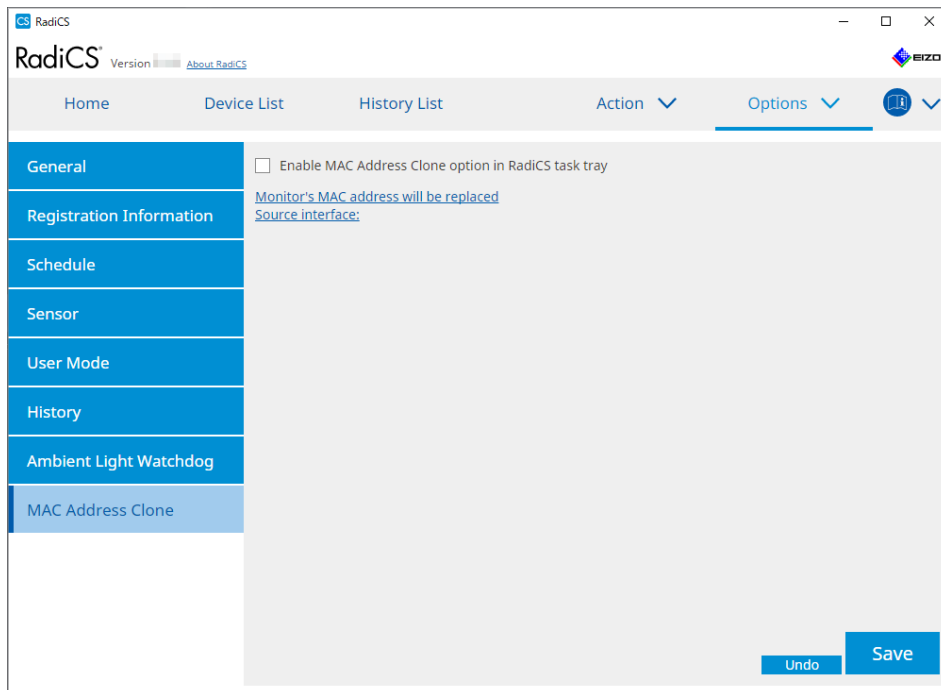 CS RadiCS
RadiCS Version About RadiCS
EIZO
Home Device List History List Action Options
General
Registration Information
Schedule
Sensor
User Mode
History
Ambient Light Watchdog
MAC Address Clone
Enable MAC Address Clone option in RadiCS task tray
Monitor's MAC address will be replaced
Source interface:
Undo Save